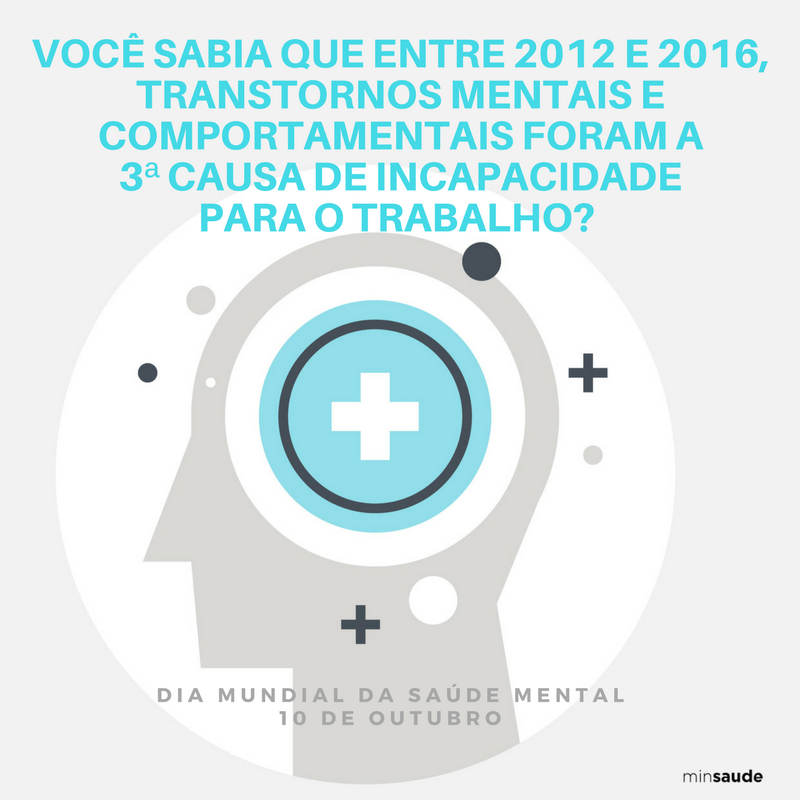 VOCÊ SABIA QUE ENTRE 2012 E 2016,
TRANSTORNOS MENTAIS E
COMPORTAMENTAIS FORAM A
3ª CAUSA DE INCAPACIDADE
PARA O TRABALHO?
DIA MUNDIAL DA SAÚDE MENTAL
10 DE OUTUBRO
minsaude